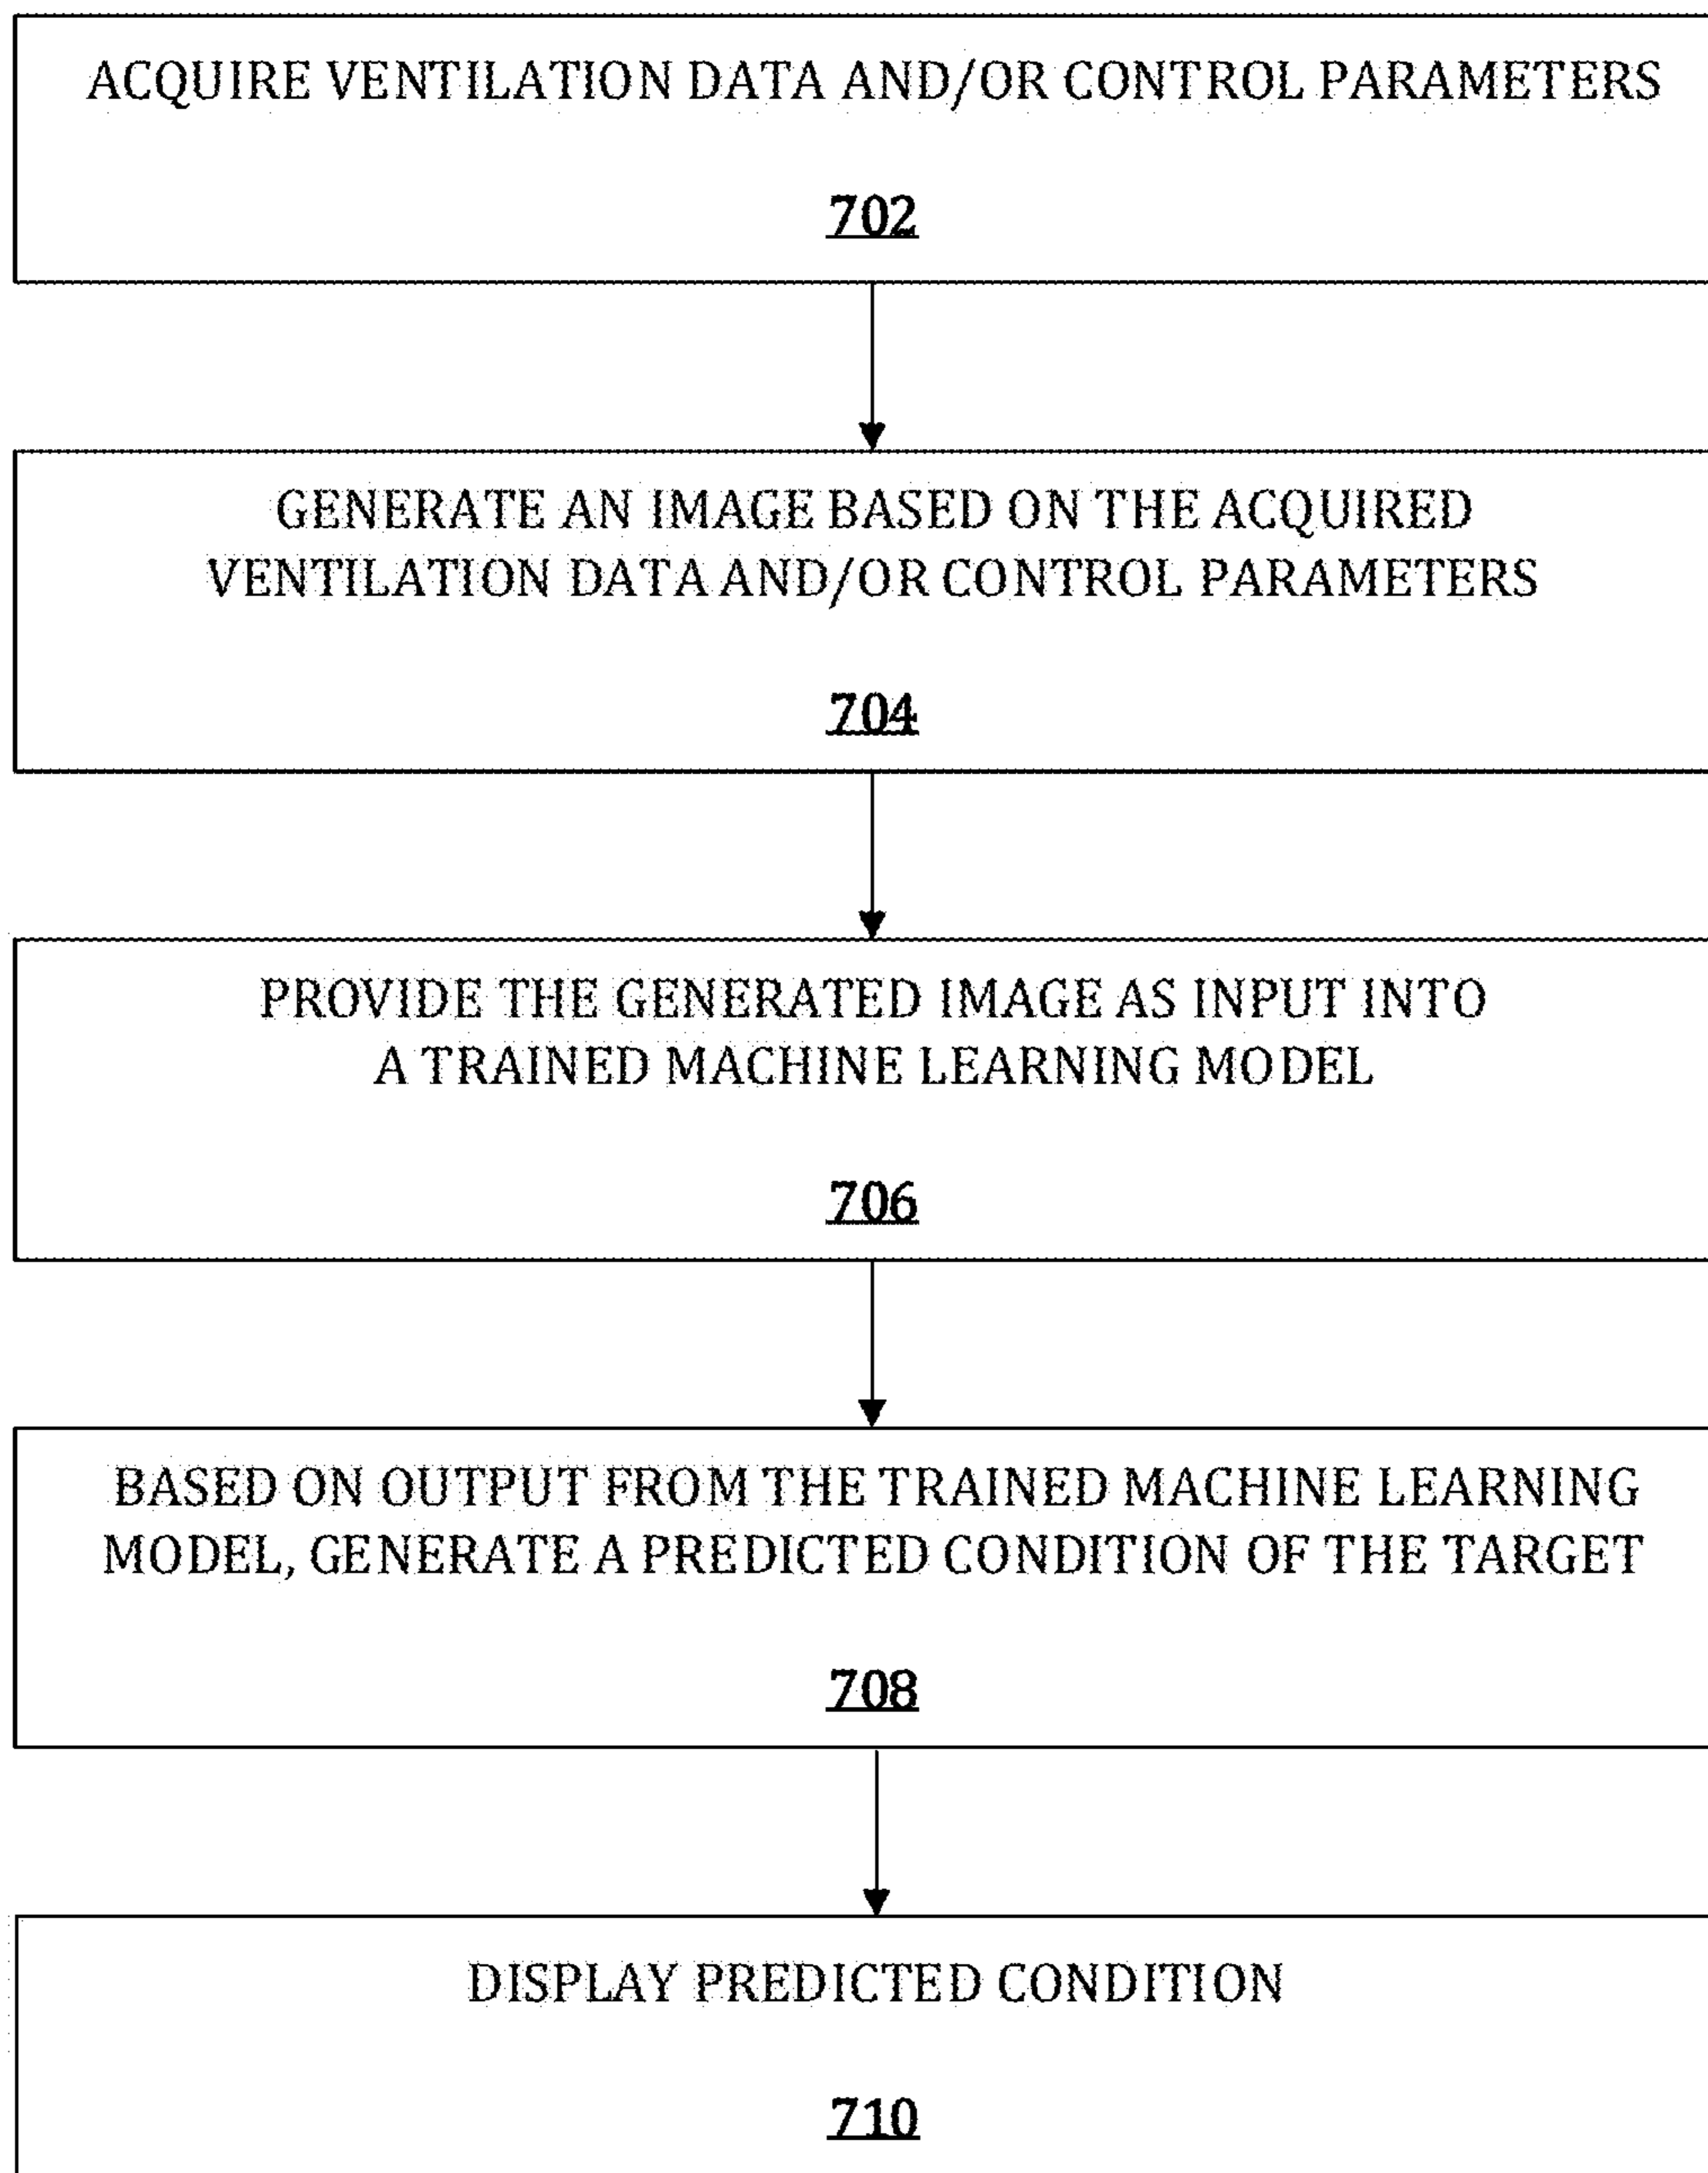 ACQUIRE VENTILATION DATA AND/OR CONTROL PARAMETERS
702
GENERATE AN IMAGE BASED ON THE ACQUIRED
VENTILATION DATA AND/OR CONTROL PARAMETERS
704
PROVIDE THE GENERATED IMAGE AS INPUT INTO
A TRAINED MACHINE LEARNING MODEL
706
BASED ON OUTPUT FROM THE TRAINED MACHINE LEARNING
MODEL, GENERATE A PREDICTED CONDITION OF THE TARGET
708
DISPLAY PREDICTED CONDITION
710